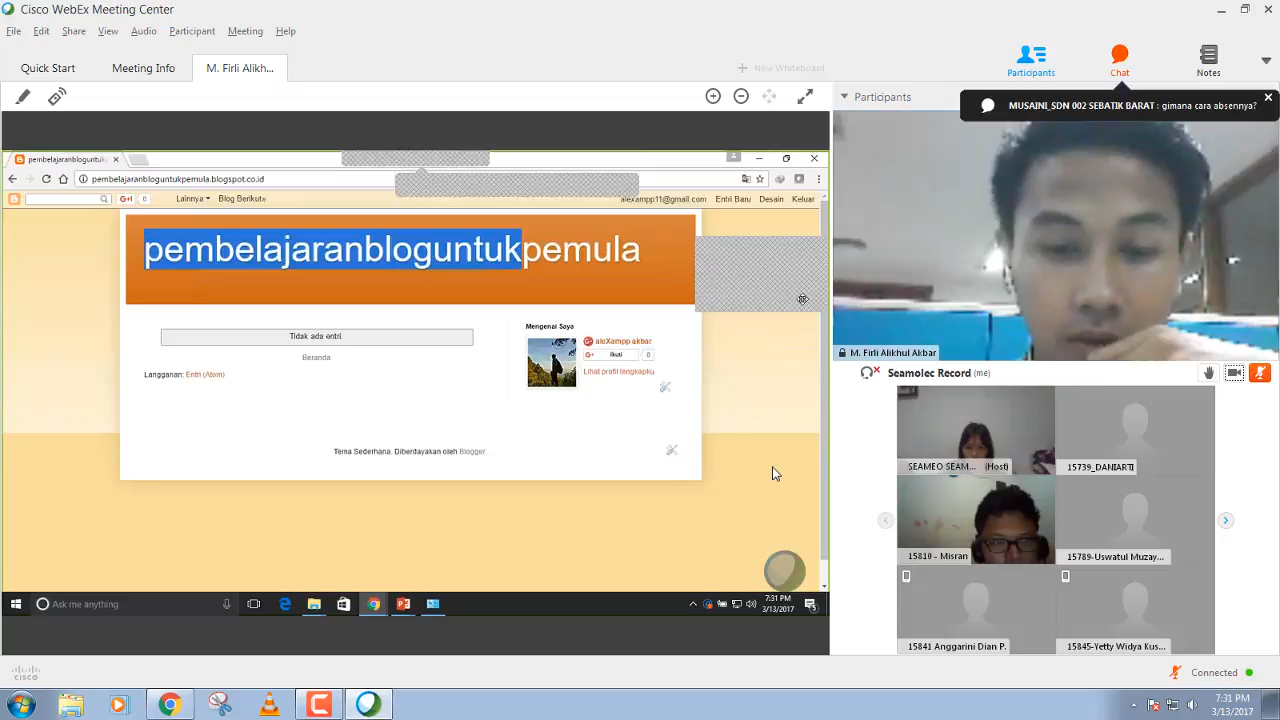 Cisco WebEx Meeting Center
File Edit Share View Audio Participant Meeting Help
Quick Start Meeting Info M. Firli Alikh...
New Whiteboard
Participants Chat Notes
Participants
MUSAINI_SDN 002 SEBATIK BARAT : gimana cara absennya?
pembelajaranbloguntuk
pembelajaranbloguntukpemula.blogspot.co.id
G+1 0 Lainnya Blog Berikut» alexampp11@gmail.com Entri Baru Desain Keluar
pembelajaranbloguntukpemula
Tidak ada entri.
Beranda
Langganan: Entri (Atom)
Mengenai Saya
aleXampp akbar
Ikuti 0
Lihat profil lengkapku
Tema Sederhana. Diberdayakan oleh Blogger.
Ask me anything
7:31 PM
3/13/2017
M. Firli Alikhul Akbar
Seamolec Record (me)
SEAMEO SEAM... (Host)
15739_DANIARTI
15810 - Misran
15789-Uswatul Muzay...
15841 Anggarini Dian P.
15845-Yetty Widya Kus...
Connected
7:31 PM
3/13/2017